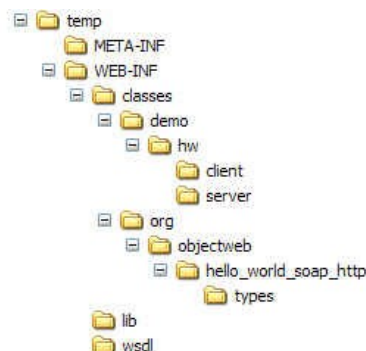 temp
META-INF
WEB-INF
classes
demo
hw
client
server
org
objectweb
hello_world_soap_http
types
lib
wsdl